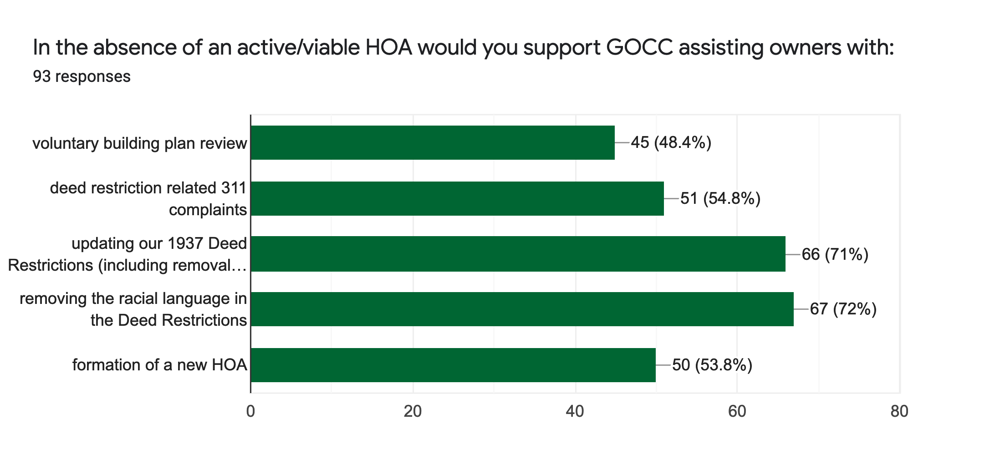 In the absence of an active/viable HOA would you support GOCC assisting owners with:
93 responses
voluntary building plan review
45 (48.4%)
deed restriction related 311
complaints
51 (54.8%)
updating our 1937 Deed
Restrictions (including removal…
66 (71%)
removing the racial language in
the Deed Restrictions
67 (72%)
formation of a new HOA
50 (53.8%)
0 20 40 60 80